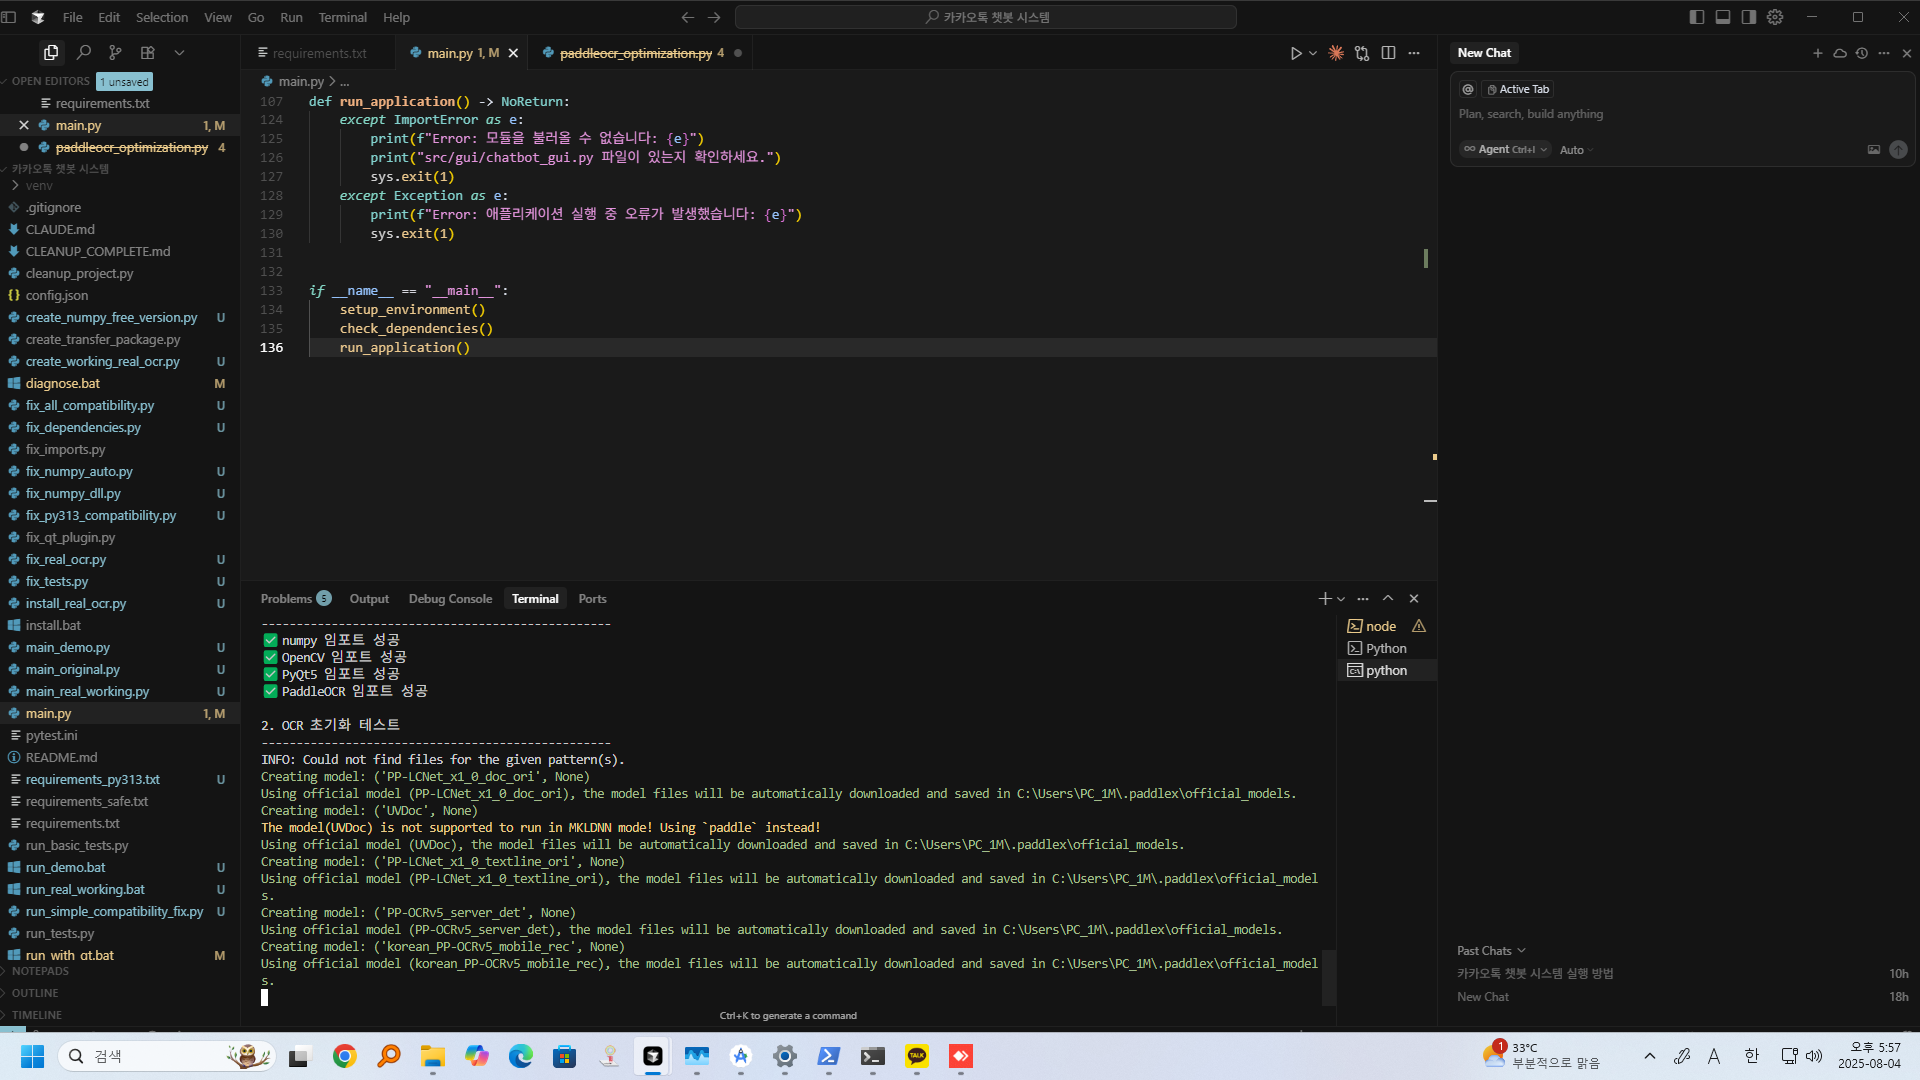 File Edit Selection View Go Run Terminal Help
카카오톡 챗봇 시스템
OPEN EDITORS 1 unsaved
requirements.txt
main.py 1, M
paddleocr_optimization.py 4
카카오톡 챗봇 시스템
venv
.gitignore
CLAUDE.md
CLEANUP_COMPLETE.md
cleanup_project.py
config.json
create_numpy_free_version.py U
create_transfer_package.py
create_working_real_ocr.py U
diagnose.bat M
fix_all_compatibility.py U
fix_dependencies.py U
fix_imports.py
fix_numpy_auto.py U
fix_numpy_dll.py U
fix_py313_compatibility.py U
fix_qt_plugin.py
fix_real_ocr.py U
fix_tests.py U
install_real_ocr.py U
install.bat
main_demo.py U
main_original.py U
main_real_working.py U
main.py 1, M
pytest.ini
README.md
requirements_py313.txt U
requirements_safe.txt
requirements.txt
run_basic_tests.py
run_demo.bat U
run_real_working.bat U
run_simple_compatibility_fix.py U
run_tests.py
run_with_qt.bat M
NOTEPADS
OUTLINE
TIMELINE
requirements.txt main.py 1, M paddleocr_optimization.py 4
main.py > ...
107 def run_application() -> NoReturn:
124 except ImportError as e:
125 print(f"Error: 모듈을 불러올 수 없습니다: {e}")
126 print("src/gui/chatbot_gui.py 파일이 있는지 확인하세요.")
127 sys.exit(1)
128 except Exception as e:
129 print(f"Error: 애플리케이션 실행 중 오류가 발생했습니다: {e}")
130 sys.exit(1)
131
132
133 if __name__ == "__main__":
134 setup_environment()
135 check_dependencies()
136 run_application()
Problems 5 Output Debug Console Terminal Ports
--------------------------------------------------
✅ numpy 임포트 성공
✅ OpenCV 임포트 성공
✅ PyQt5 임포트 성공
✅ PaddleOCR 임포트 성공
2. OCR 초기화 테스트
--------------------------------------------------
INFO: Could not find files for the given pattern(s).
Creating model: ('PP-LCNet_x1_0_doc_ori', None)
Using official model (PP-LCNet_x1_0_doc_ori), the model files will be automatically downloaded and saved in C:\Users\PC_1M\.paddlex\official_models.
Creating model: ('UVDoc', None)
The model(UVDoc) is not supported to run in MKLDNN mode! Using `paddle` instead!
Using official model (UVDoc), the model files will be automatically downloaded and saved in C:\Users\PC_1M\.paddlex\official_models.
Creating model: ('PP-LCNet_x1_0_textline_ori', None)
Using official model (PP-LCNet_x1_0_textline_ori), the model files will be automatically downloaded and saved in C:\Users\PC_1M\.paddlex\official_model
s.
Creating model: ('PP-OCRv5_server_det', None)
Using official model (PP-OCRv5_server_det), the model files will be automatically downloaded and saved in C:\Users\PC_1M\.paddlex\official_models.
Creating model: ('korean_PP-OCRv5_mobile_rec', None)
Using official model (korean_PP-OCRv5_mobile_rec), the model files will be automatically downloaded and saved in C:\Users\PC_1M\.paddlex\official_model
s.
Ctrl+K to generate a command
node
Python
python
New Chat
@ Active Tab
Plan, search, build anything
Agent Ctrl+I Auto
Past Chats
카카오톡 챗봇 시스템 실행 방법 10h
New Chat 18h
검색
TALK
1
33°C
부분적으로 맑음
A
한
오후 5:57
2025-08-04